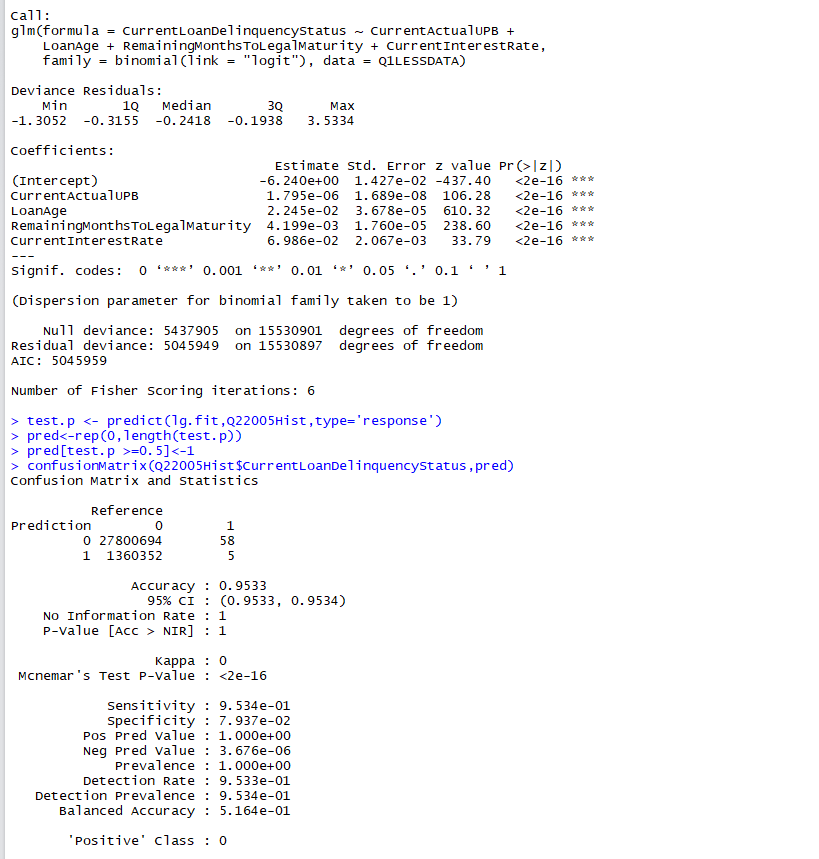 Call:
glm(formula = CurrentLoanDelinquencyStatus ~ CurrentActualUPB +
    LoanAge + RemainingMonthsToLegalMaturity + CurrentInterestRate,
    family = binomial(link = "logit"), data = Q1LESSDATA)

Deviance Residuals:
    Min       1Q   Median       3Q      Max
-1.3052  -0.3155  -0.2418  -0.1938   3.5334

Coefficients:
                                 Estimate Std. Error z value Pr(>|z|)
(Intercept)                    -6.240e+00  1.427e-02 -437.40   <2e-16 ***
CurrentActualUPB                1.795e-06  1.689e-08  106.28   <2e-16 ***
LoanAge                         2.245e-02  3.678e-05  610.32   <2e-16 ***
RemainingMonthsToLegalMaturity  4.199e-03  1.760e-05  238.60   <2e-16 ***
CurrentInterestRate             6.986e-02  2.067e-03   33.79   <2e-16 ***
---
Signif. codes:  0 ‘***’ 0.001 ‘**’ 0.01 ‘*’ 0.05 ‘.’ 0.1 ‘ ’ 1

(Dispersion parameter for binomial family taken to be 1)

    Null deviance: 5437905  on 15530901  degrees of freedom
Residual deviance: 5045949  on 15530897  degrees of freedom
AIC: 5045959

Number of Fisher Scoring iterations: 6

> test.p <- predict(lg.fit,Q22005Hist,type='response')
> pred<-rep(0,length(test.p))
> pred[test.p >=0.5]<-1
> confusionMatrix(Q22005Hist$CurrentLoanDelinquencyStatus,pred)
Confusion Matrix and Statistics

          Reference
Prediction        0        1
         0 27800694       58
         1  1360352        5

               Accuracy : 0.9533
                 95% CI : (0.9533, 0.9534)
    No Information Rate : 1
    P-Value [Acc > NIR] : 1

                  Kappa : 0
 Mcnemar's Test P-Value : <2e-16

            Sensitivity : 9.534e-01
            Specificity : 7.937e-02
         Pos Pred Value : 1.000e+00
         Neg Pred Value : 3.676e-06
             Prevalence : 1.000e+00
         Detection Rate : 9.533e-01
   Detection Prevalence : 9.534e-01
      Balanced Accuracy : 5.164e-01

       'Positive' Class : 0